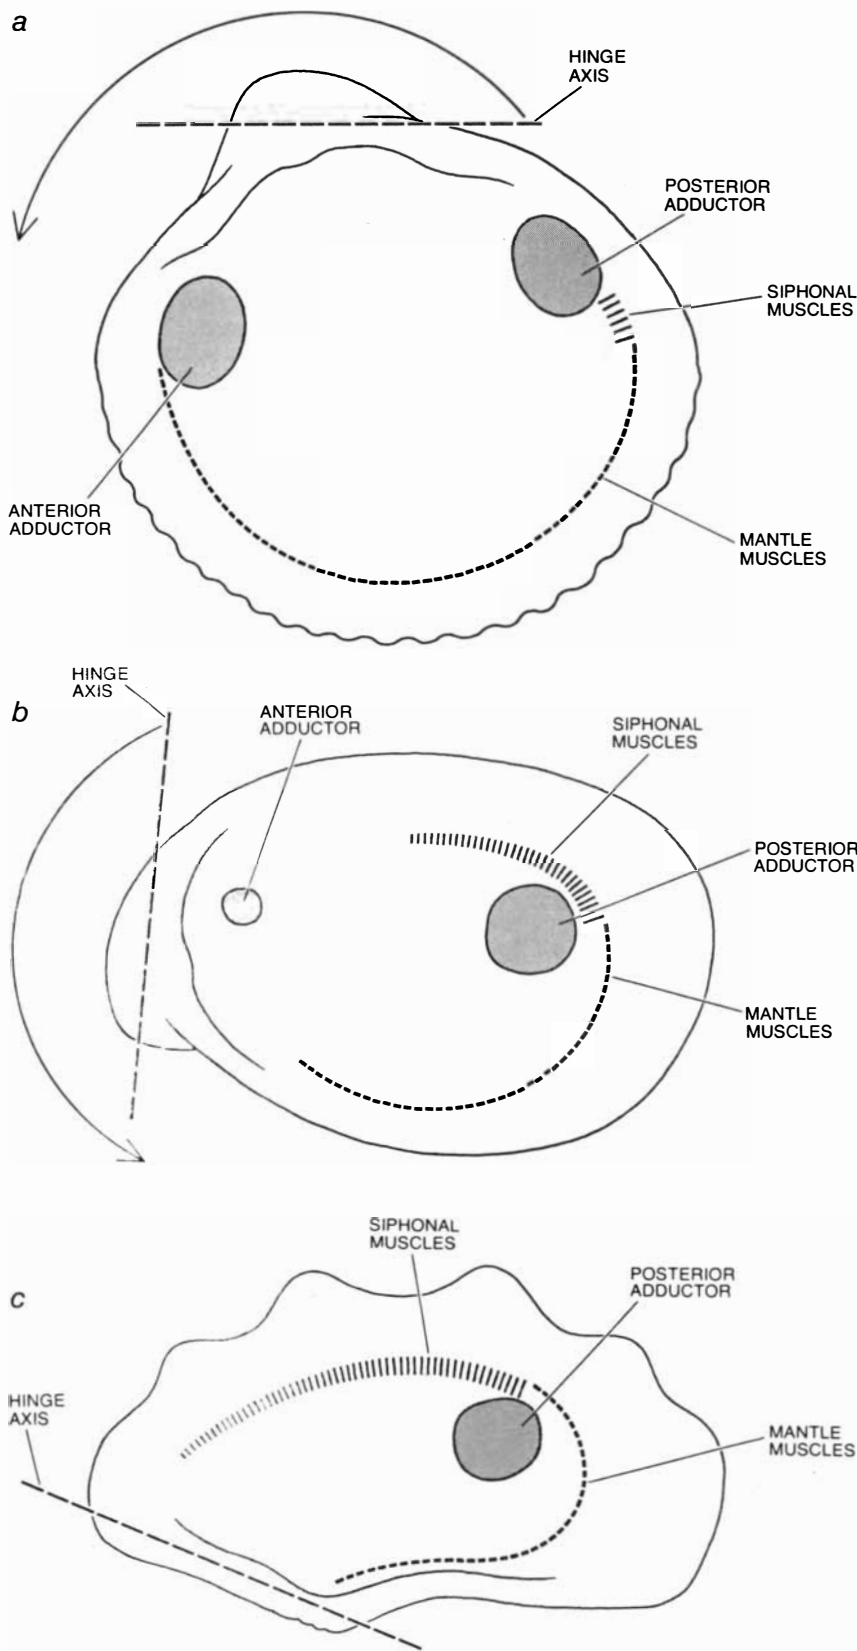 a
HINGE
AXIS
POSTERIOR
ADDUCTOR
SIPHONAL
MUSCLES
ANTERIOR
ADDUCTOR
MANTLE
MUSCLES
HINGE
AXIS
b
ANTERIOR
ADDUCTOR
SIPHONAL
MUSCLES
POSTERIOR
ADDUCTOR
MANTLE
MUSCLES
SIPHONAL
MUSCLES
POSTERIOR
ADDUCTOR
c
HINGE
AXIS
MANTLE
MUSCLES